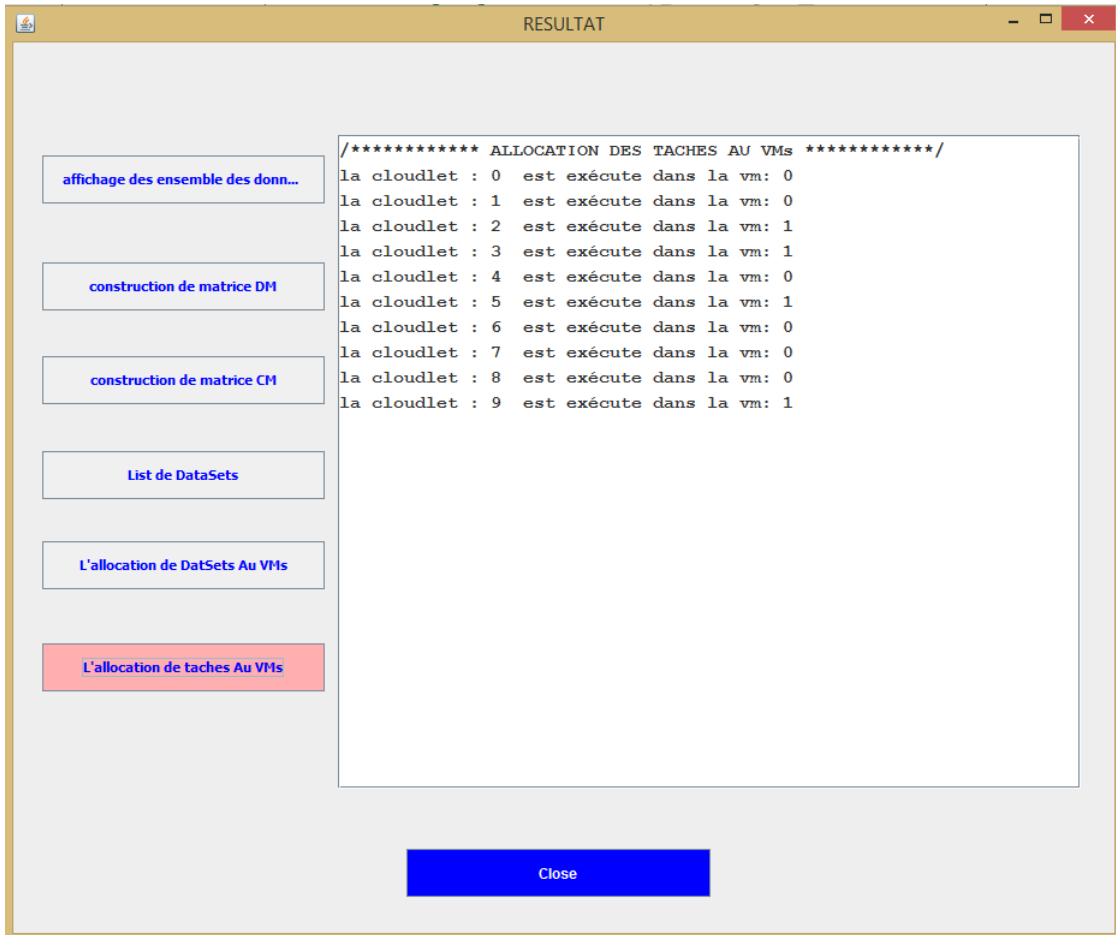 RESULTAT
affichage des ensemble des donn...
construction de matrice DM
construction de matrice CM
List de DataSets
L'allocation de DatSets Au VMs
L'allocation de taches Au VMs
/************ ALLOCATION DES TACHES AU VMs ************/
la cloudlet : 0 est exécute dans la vm: 0
la cloudlet : 1 est exécute dans la vm: 0
la cloudlet : 2 est exécute dans la vm: 1
la cloudlet : 3 est exécute dans la vm: 1
la cloudlet : 4 est exécute dans la vm: 0
la cloudlet : 5 est exécute dans la vm: 1
la cloudlet : 6 est exécute dans la vm: 0
la cloudlet : 7 est exécute dans la vm: 0
la cloudlet : 8 est exécute dans la vm: 0
la cloudlet : 9 est exécute dans la vm: 1
Close